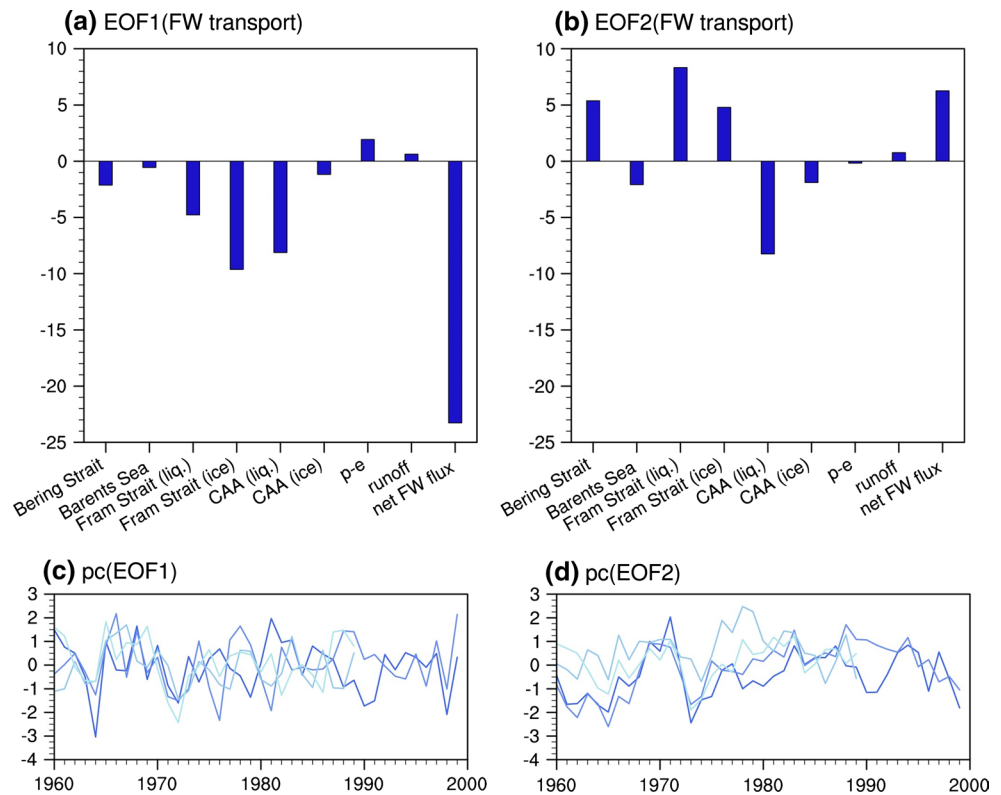 (a) EOF1(FW transport)
10
5
0
-5
-10
-15
-20
-25
Bering Strait
Barents Sea
Fram Strait (liq.)
Fram Strait (ice)
CAA (liq.)
CAA (ice)
p-e
runoff
net FW flux
(b) EOF2(FW transport)
10
5
0
-5
-10
-15
-20
-25
Bering Strait
Barents Sea
Fram Strait (liq.)
Fram Strait (ice)
CAA (liq.)
CAA (ice)
p-e
runoff
net FW flux
(c) pc(EOF1)
3
2
1
0
-1
-2
-3
-4
1960
1970
1980
1990
2000
(d) pc(EOF2)
3
2
1
0
-1
-2
-3
-4
1960
1970
1980
1990
2000